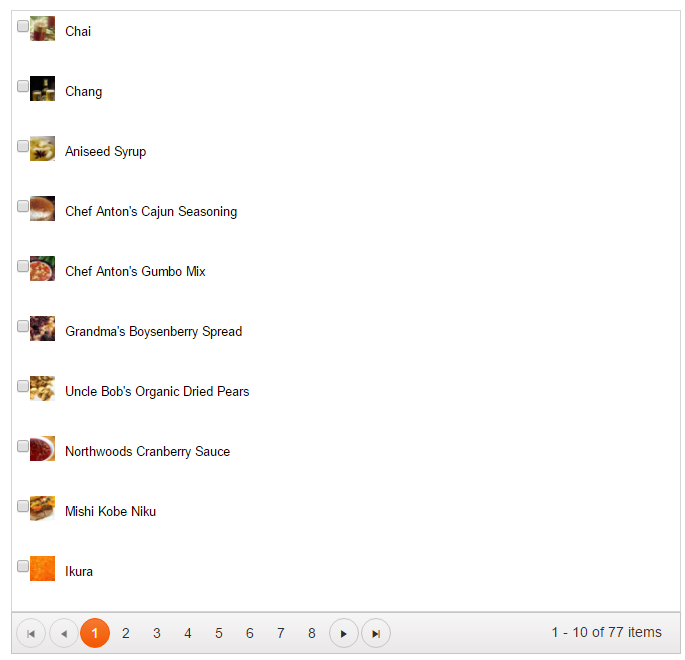 Chai
Chang
Aniseed Syrup
Chef Anton's Cajun Seasoning
Chef Anton's Gumbo Mix
Grandma's Boysenberry Spread
Uncle Bob's Organic Dried Pears
Northwoods Cranberry Sauce
Mishi Kobe Niku
Ikura
1 2 3 4 5 6 7 8 1 - 10 of 77 items